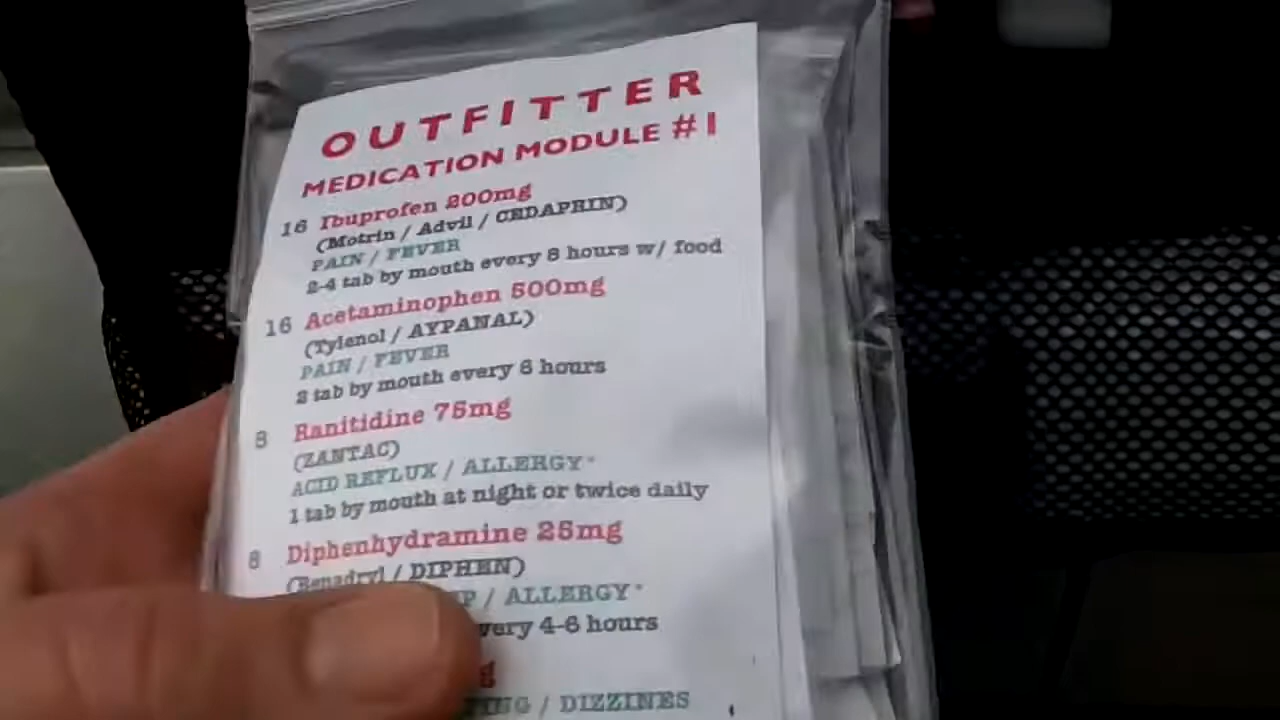 OUTFITTER
MEDICATION MODULE #1
16 Ibuprofen 200mg
(Motrin / Advil / CEDAPRIN)
PAIN / FEVER
2-4 tab by mouth every 8 hours w/ food
16 Acetaminophen 500mg
(Tylenol / AYPANAL)
PAIN / FEVER
2 tab by mouth every 6 hours
8 Ranitidine 75mg
(ZANTAC)
ACID REFLUX / ALLERGY*
1 tab by mouth at night or twice daily
8 Diphenhydramine 25mg
(Benadryl / DIPHEN)
/ ALLERGY*
every 4-6 hours
/ DIZZINES